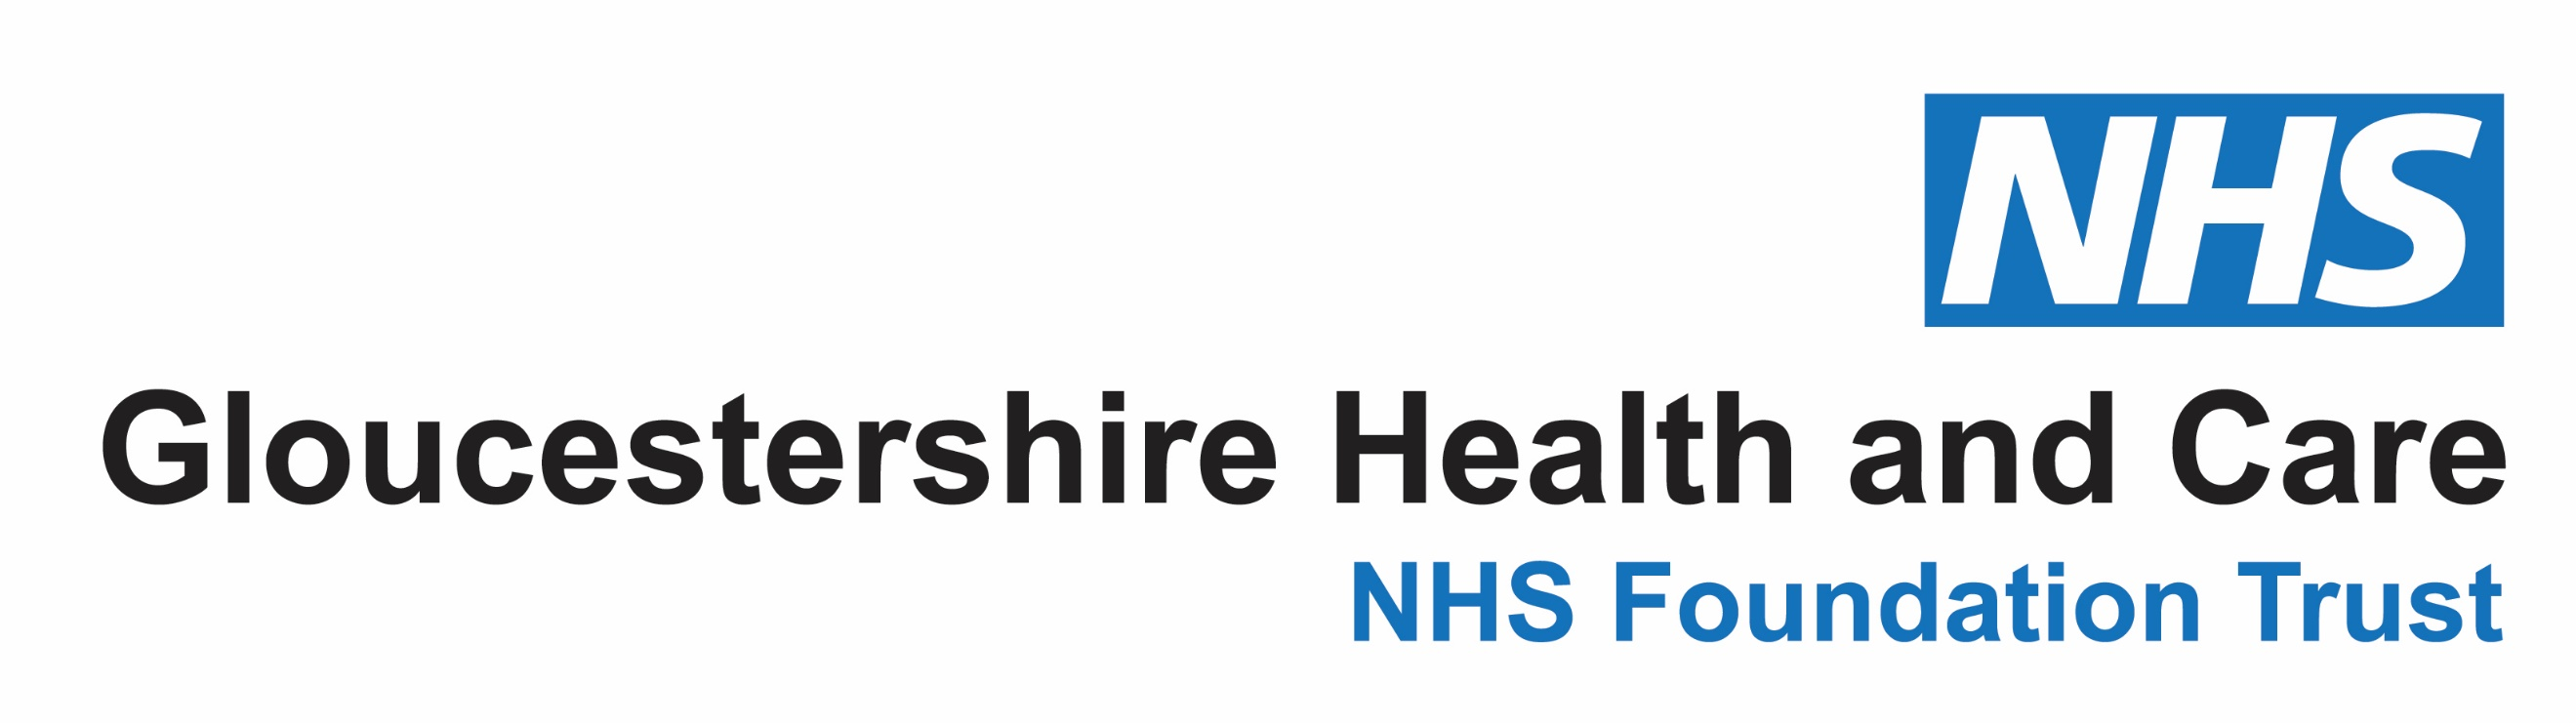 NHS
Gloucestershire Health and Care
NHS Foundation Trust